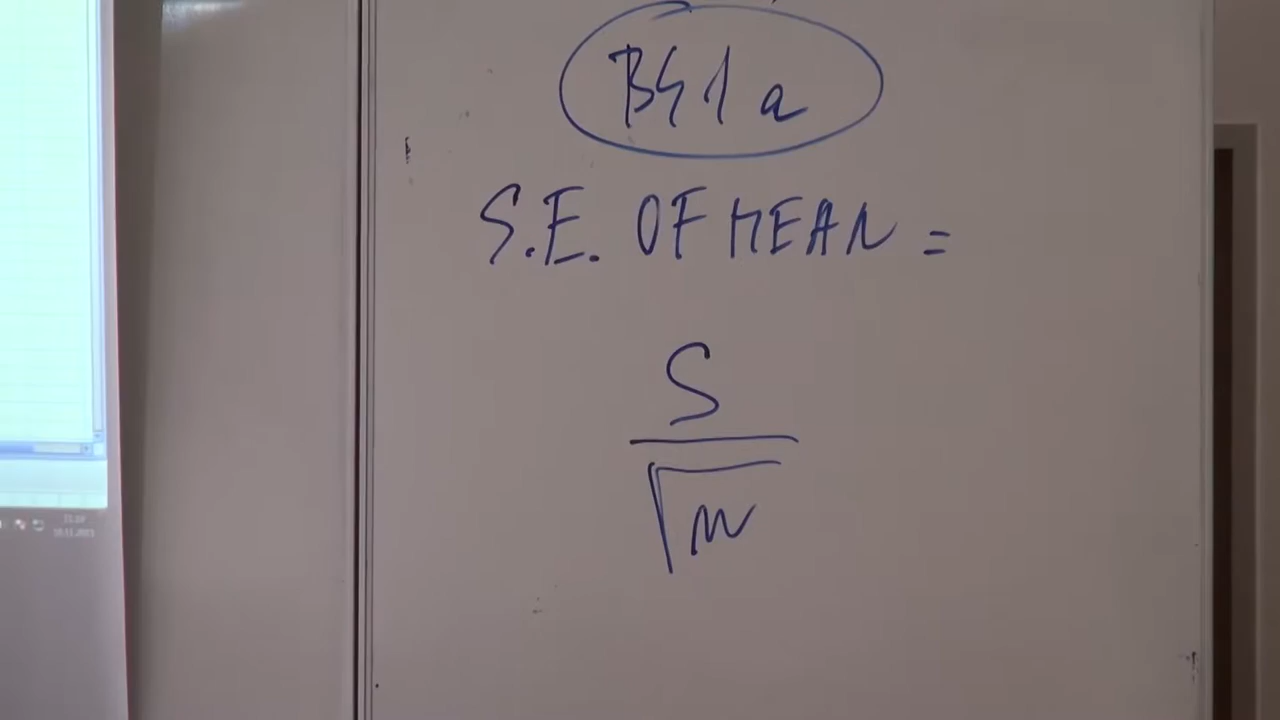 BS1a
S.E. OF MEAN =
S
√n